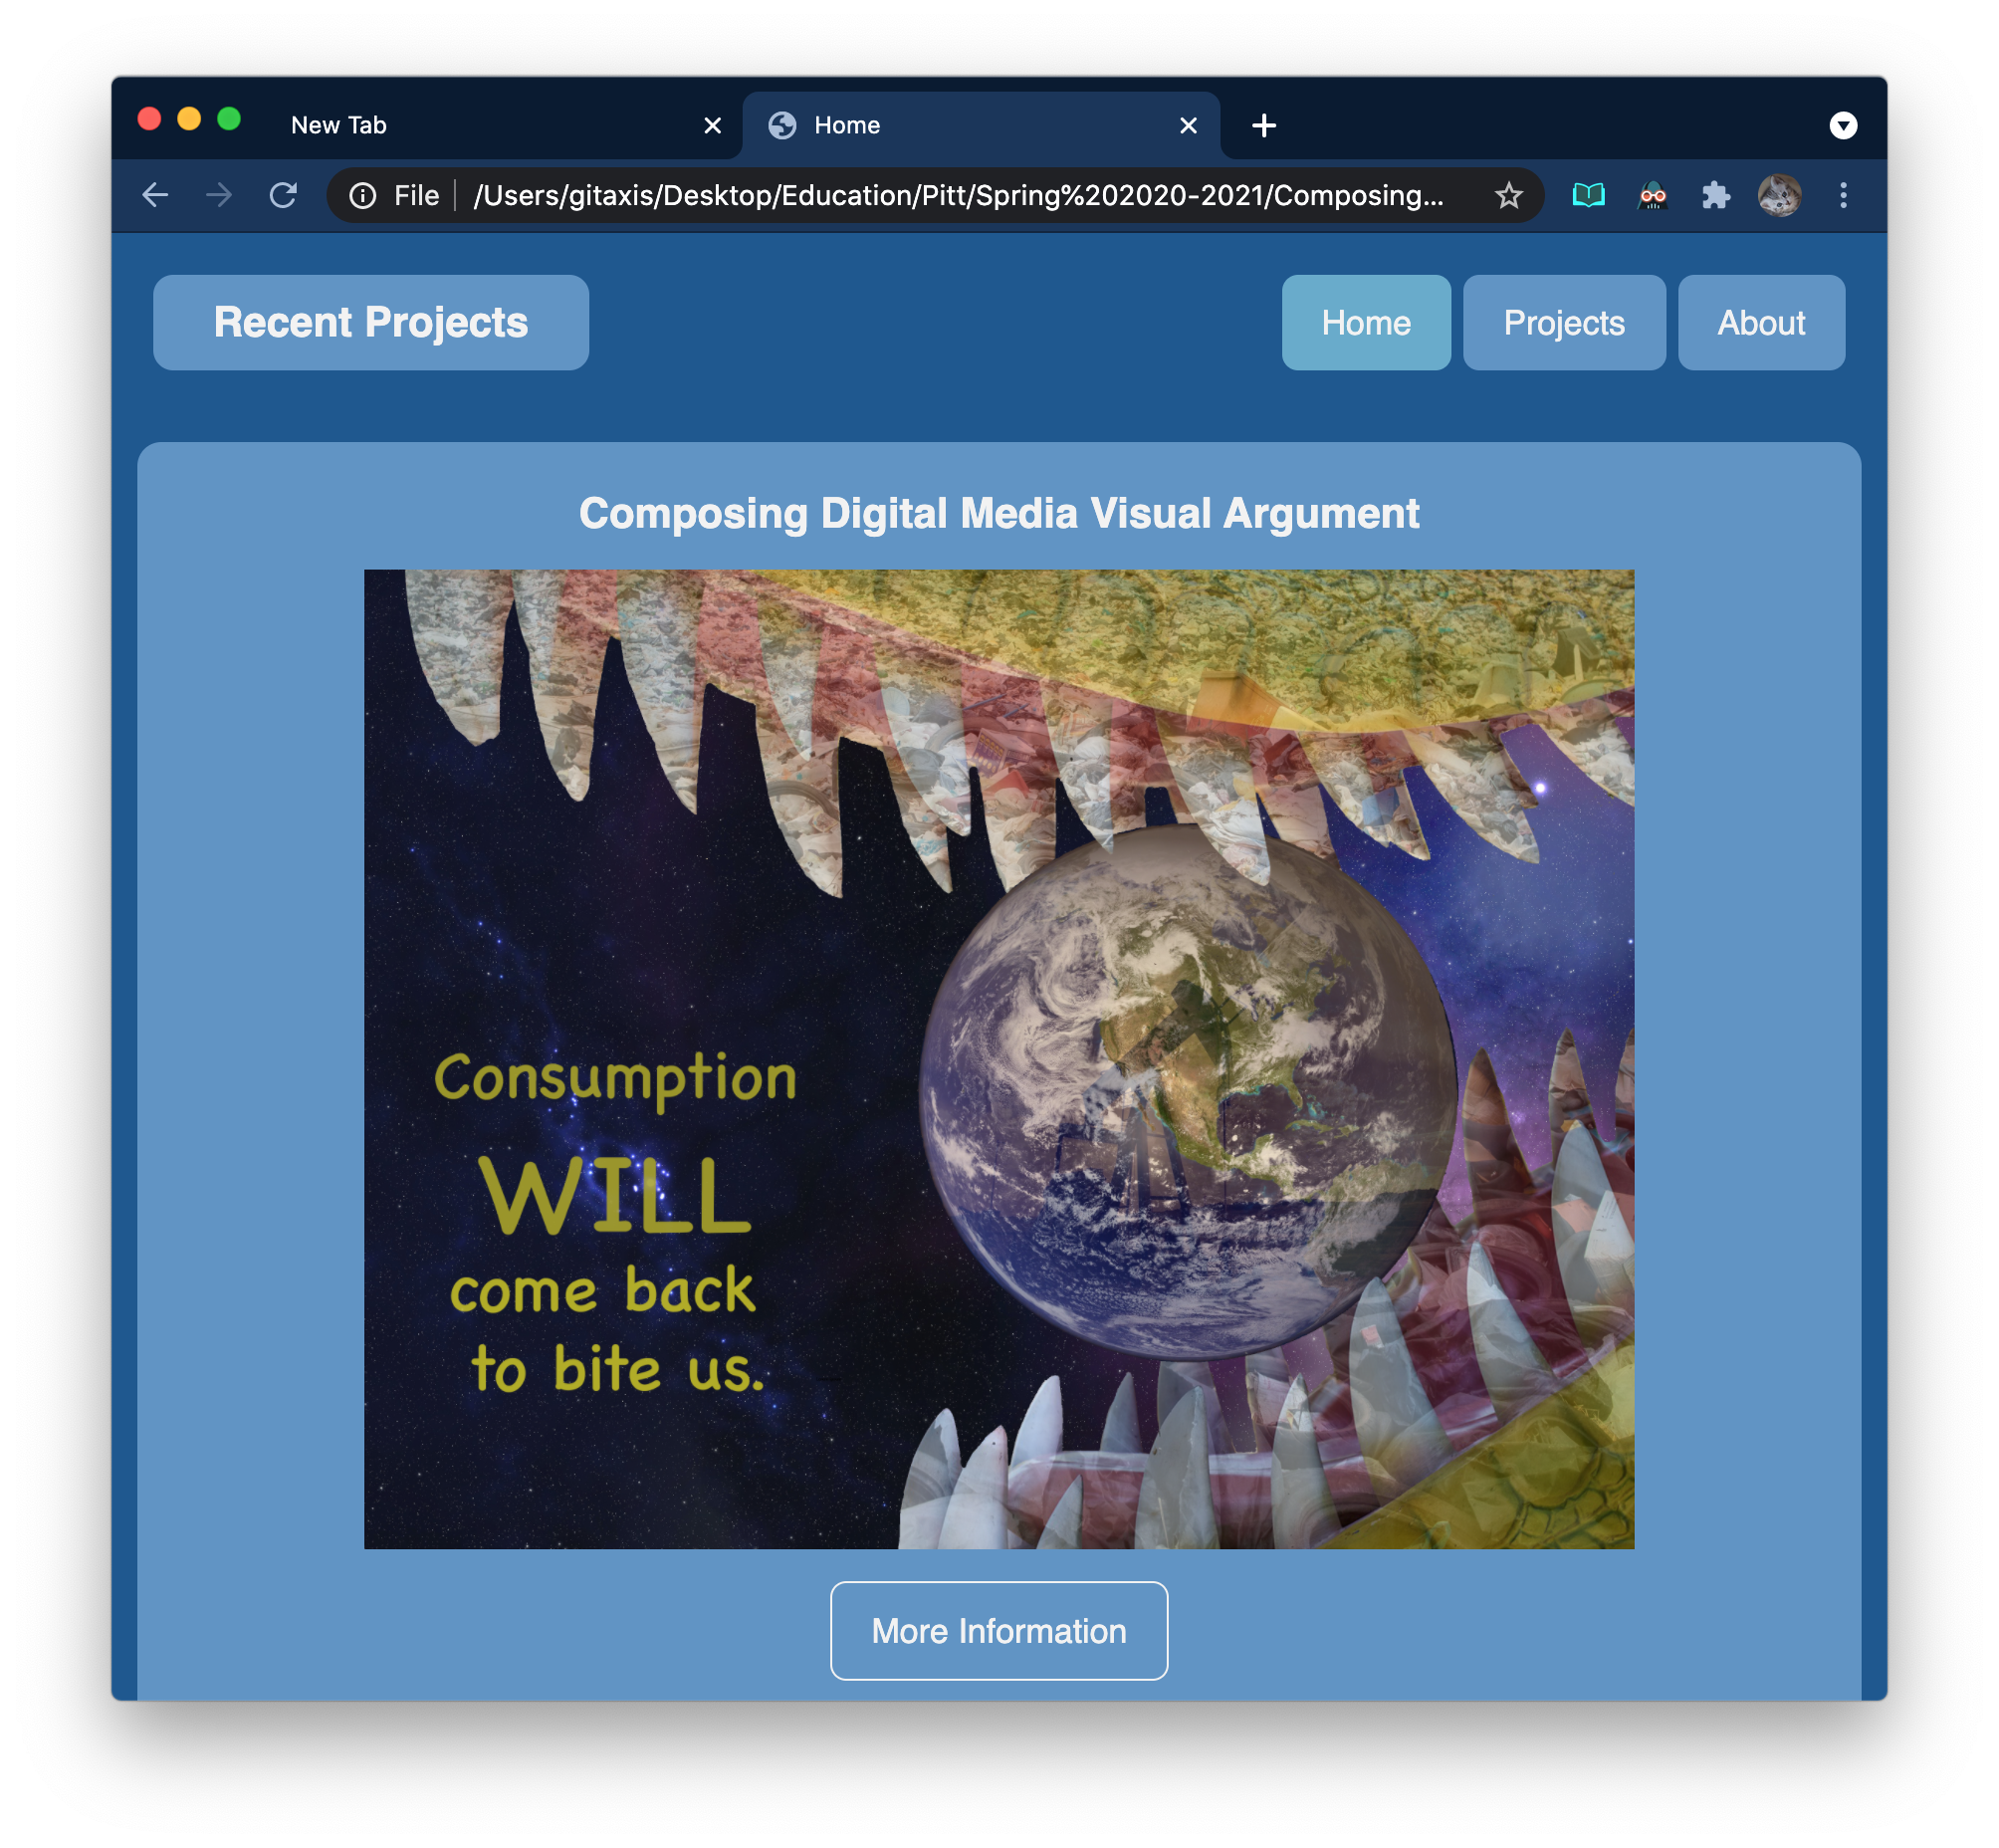 New Tab
Home
File
/Users/gitaxis/Desktop/Education/Pitt/Spring%202020-2021/Composing...
Recent Projects
Home
Projects
About
Composing Digital Media Visual Argument
Consumption
WILL
come back
to bite us.
More Information